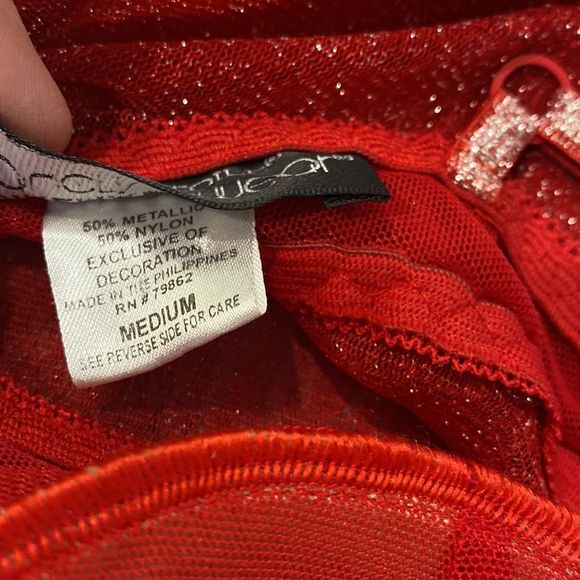 50% METALLIC
50% NYLON
EXCLUSIVE OF
DECORATION
MADE IN THE PHILIPPINES
RN # 79862
MEDIUM
SEE REVERSE SIDE FOR CARE